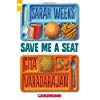 SARAH WEEKS
SAVE ME A SEAT
GITA
VARADARAJAN